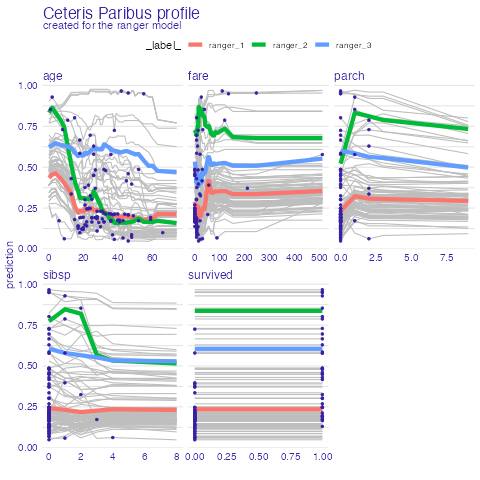 Ceteris Paribus profile
created for the ranger model
_label_ ranger_1 ranger_2 ranger_3
age fare parch
1.00
0.75
0.50
0.25
0.00
0 20 40 60 0 100 200 300 400 500 0.0 2.5 5.0 7.5
prediction
sibsp survived
1.00
0.75
0.50
0.25
0.00
0 2 4 6 8 0.00 0.25 0.50 0.75 1.00